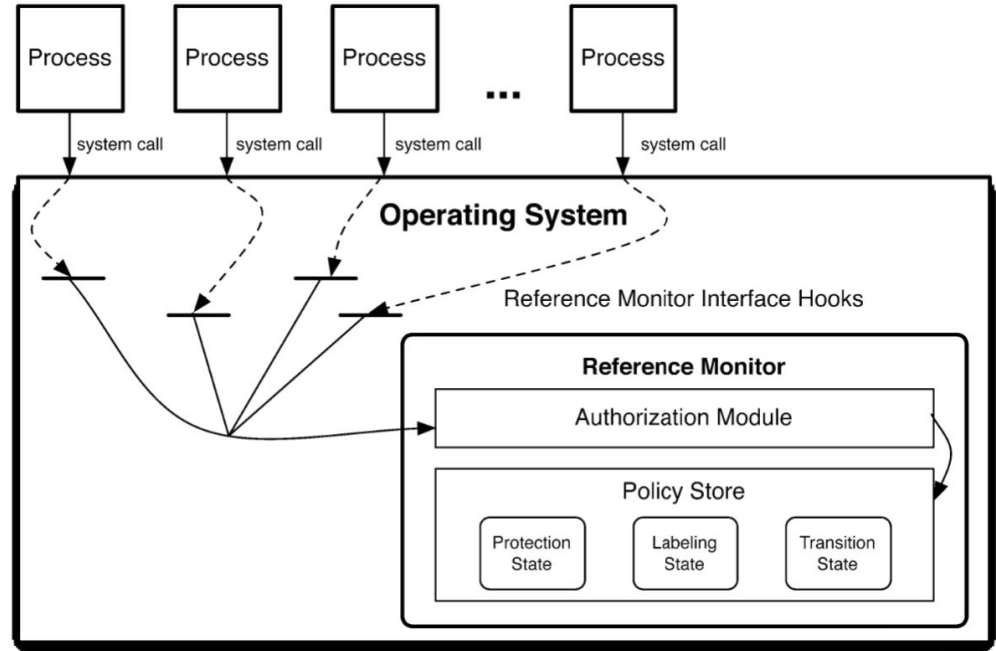 Process
Process
Process
...
Process
system call
system call
system call
system call
Operating System
Reference Monitor Interface Hooks
Reference Monitor
Authorization Module
Policy Store
Protection
State
Labeling
State
Transition
State